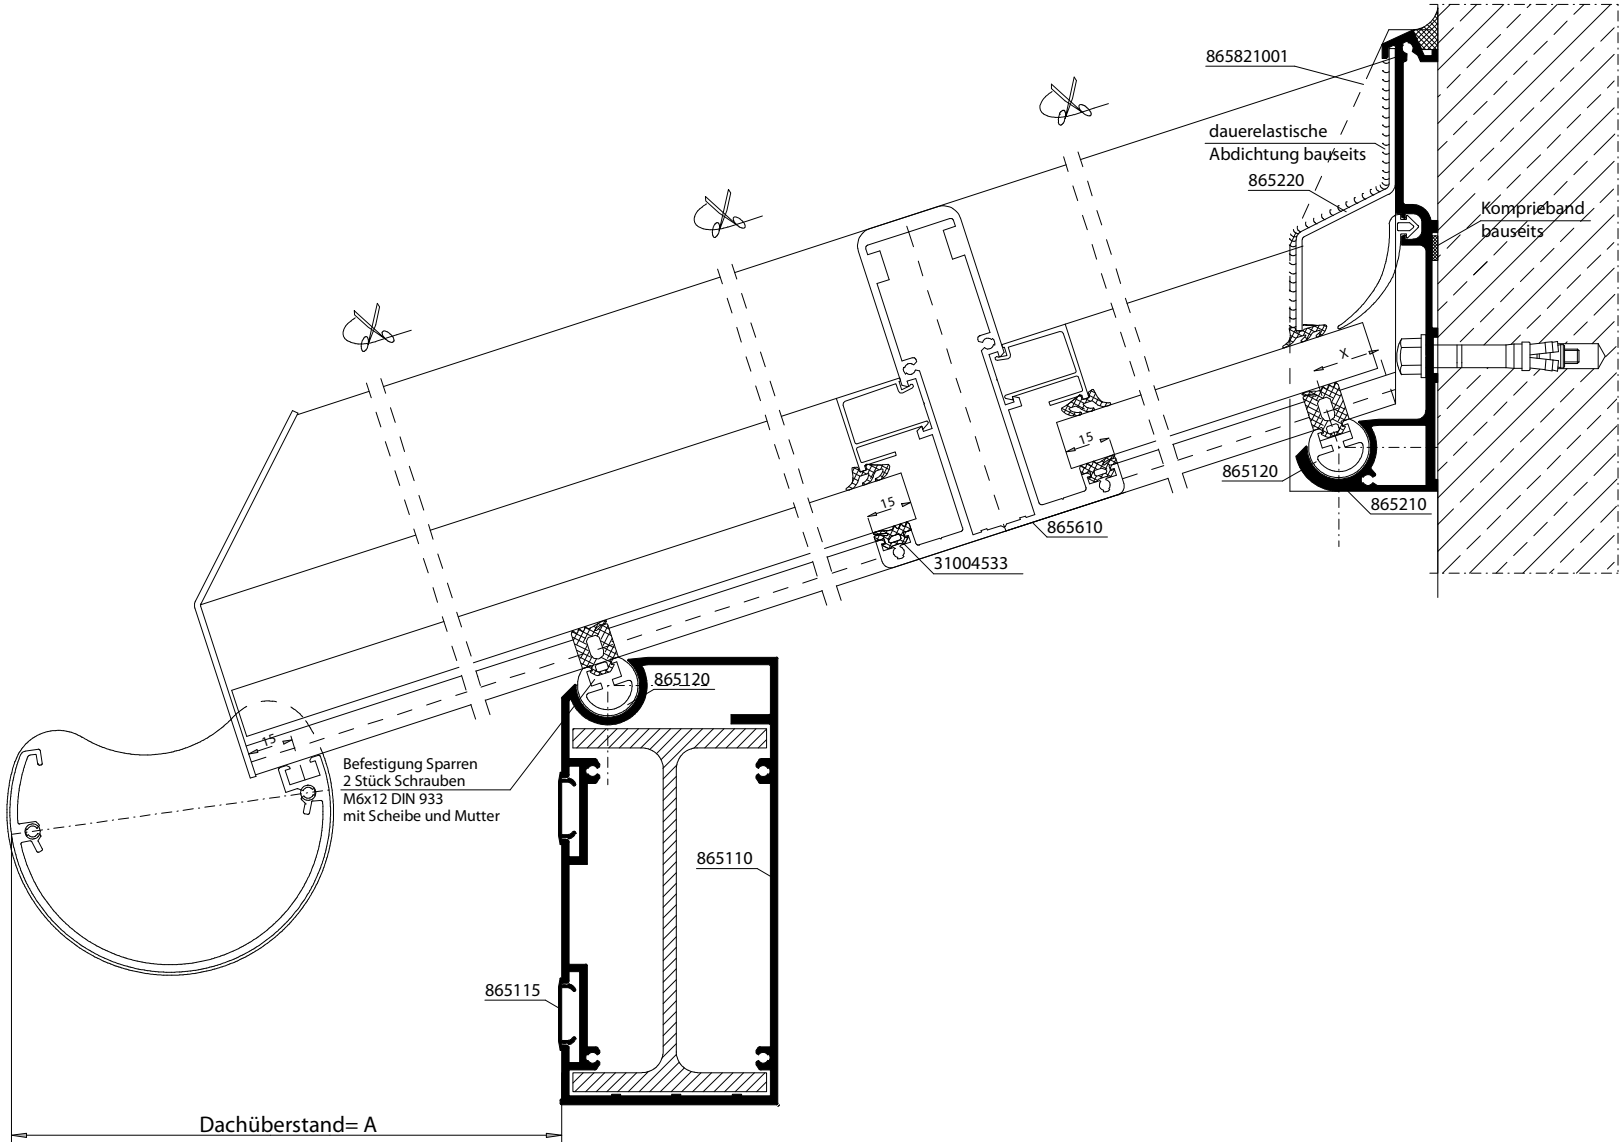 865821001
dauerelastische
Abdichtung bauseits
865220
Komprieband
bauseits
X
15
865120
865210
15
865610
31004533
865120
15
Befestigung Sparren
2 Stück Schrauben
M6x12 DIN 933
mit Scheibe und Mutter
865110
865115
Dachüberstand= A